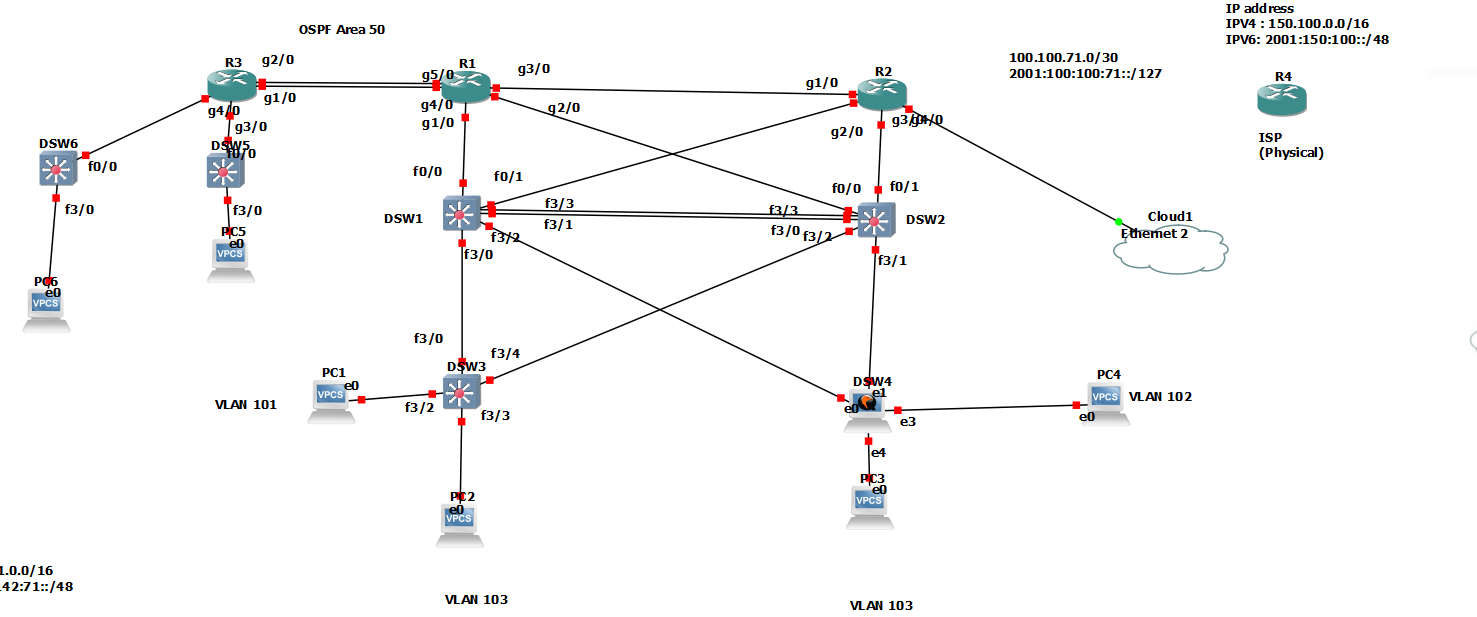 IP address
IPV4 : 150.100.0.0/16
IPV6: 2001:150:100::/48
OSPF Area 50
100.100.71.0/30
2001:100:100:71::/127
R3
g2/0
g1/0
g4/0
g3/0
R1
g5/0
g4/0
g1/0
g3/0
g2/0
R2
g1/0
g2/0
g3/0
g4/0
R4
ISP
(Physical)
DSW6
f0/0
f3/0
DSW5
f0/0
f3/0
PC5
e0
VPCS
PC6
e0
VPCS
f0/0
f0/1
DSW1
f3/3
f3/1
f3/2
f3/0
f0/0
f0/1
f3/3
f3/0
f3/2
DSW2
f3/1
Cloud1
Ethernet 2
f3/0
f3/4
DSW3
f3/2
f3/3
PC1
e0
VPCS
VLAN 101
DSW4
e1
e0
e3
e4
PC4
VPCS
e0
VLAN 102
PC3
e0
VPCS
PC2
e0
VPCS
1.0.0/16
42:71::/48
VLAN 103
VLAN 103